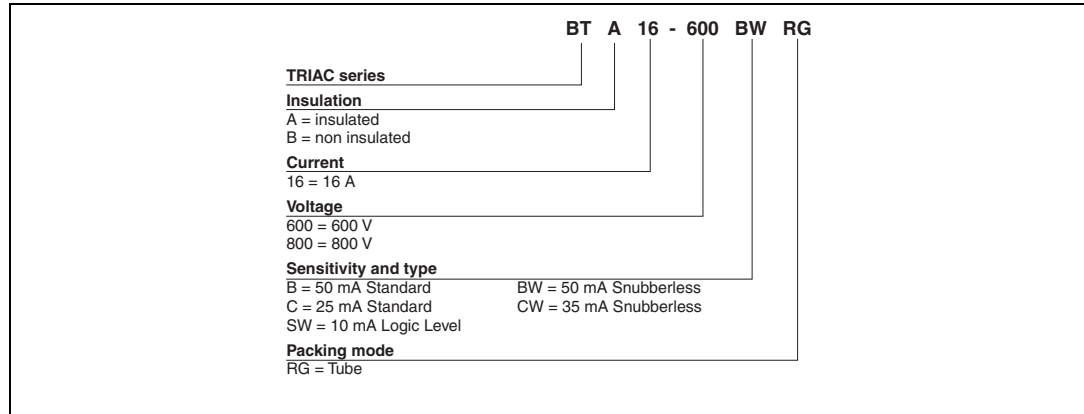 BT A 16 - 600 BW RG
TRIAC series
Insulation
A = insulated
B = non insulated
Current
16 = 16 A
Voltage
600 = 600 V
800 = 800 V
Sensitivity and type
B = 50 mA Standard BW = 50 mA Snubberless
C = 25 mA Standard CW = 35 mA Snubberless
SW = 10 mA Logic Level
Packing mode
RG = Tube